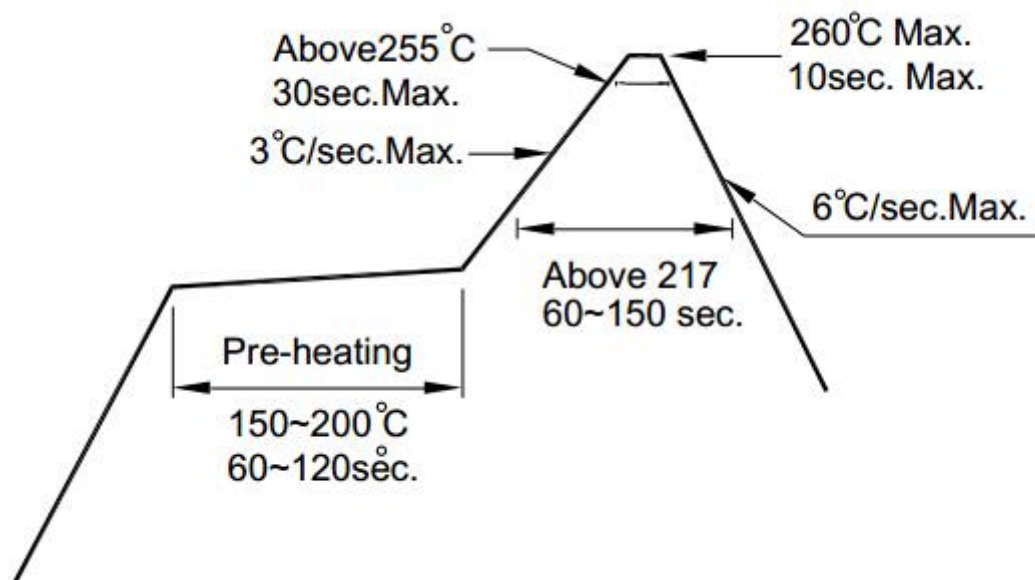 Above255°C
30sec.Max.
260°C Max.
10sec. Max.
3°C/sec.Max.
6°C/sec.Max.
Above 217
60~150 sec.
Pre-heating
150~200°C
60~120sec.